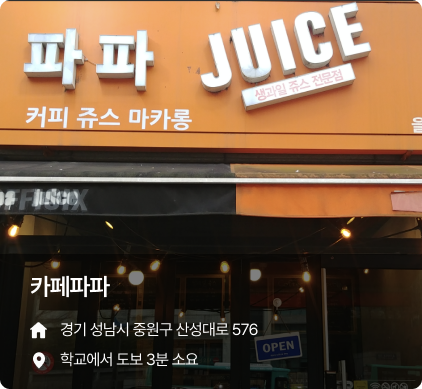 파파 JUICE
생과일 쥬스 전문점
커피 쥬스 마카롱
JUICE
OPEN
카페파파
경기 성남시 중원구 산성대로 576
학교에서 도보 3분 소요